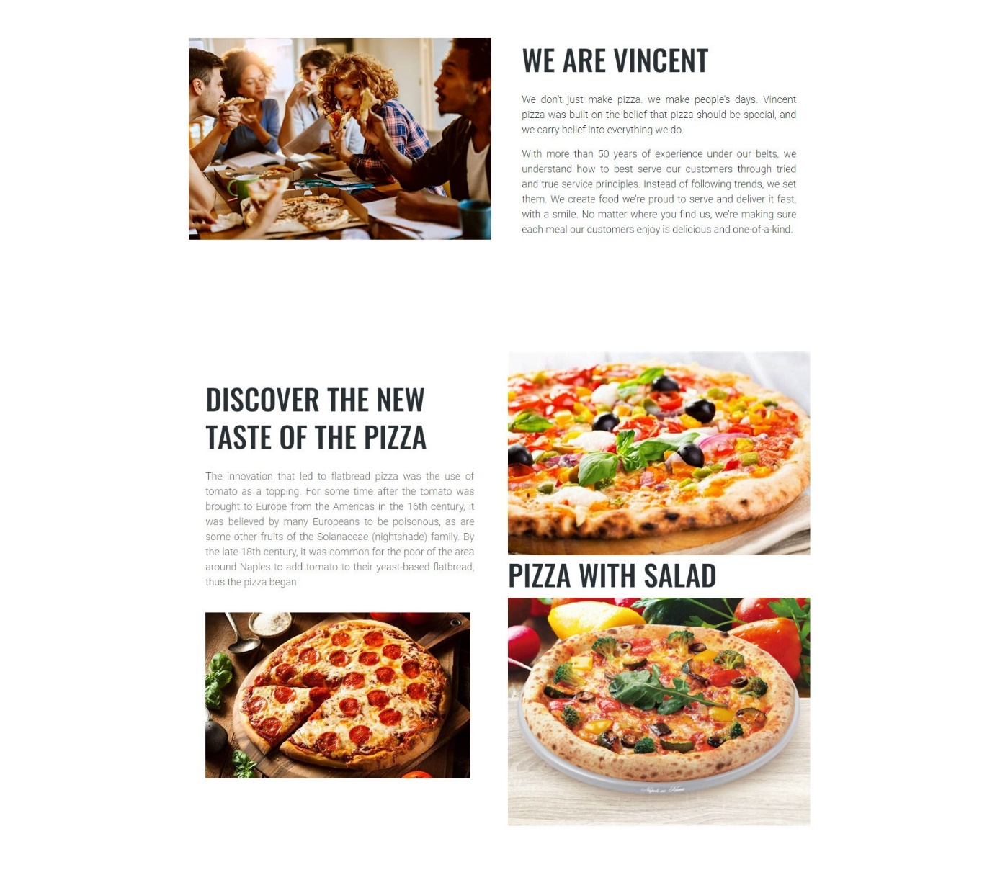 WE ARE VINCENT
We don't just make pizza. we make people's days. Vincent
pizza was built on the belief that pizza should be special, and
we carry belief into everything we do.
With more than 50 years of experience under our belts, we
understand how to best serve our customers through tried
and true service principles. Instead of following trends, we set
them. We create food we're proud to serve and deliver it fast,
with a smile. No matter where you find us, we're making sure
each meal our customers enjoy is delicious and one-of-a-kind.
DISCOVER THE NEW
TASTE OF THE PIZZA
The innovation that led to flatbread pizza was the use of
tomato as a topping. For some time after the tomato was
brought to Europe from the Americas in the 16th century, it
was believed by many Europeans to be poisonous, as are
some other fruits of the Solanaceae (nightshade) family. By
the late 18th century, it was common for the poor of the area
around Naples to add tomato to their yeast-based flatbread,
thus the pizza began
PIZZA WITH SALAD